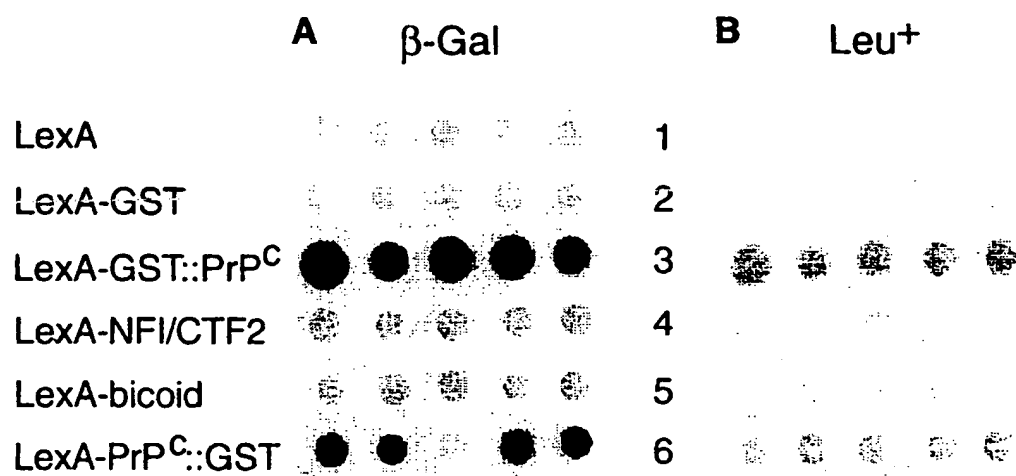 A β-Gal B Leu⁺
LexA 1
LexA-GST 2
LexA-GST::PrPᶜ 3
LexA-NFI/CTF2 4
LexA-bicoid 5
LexA-PrPᶜ::GST 6